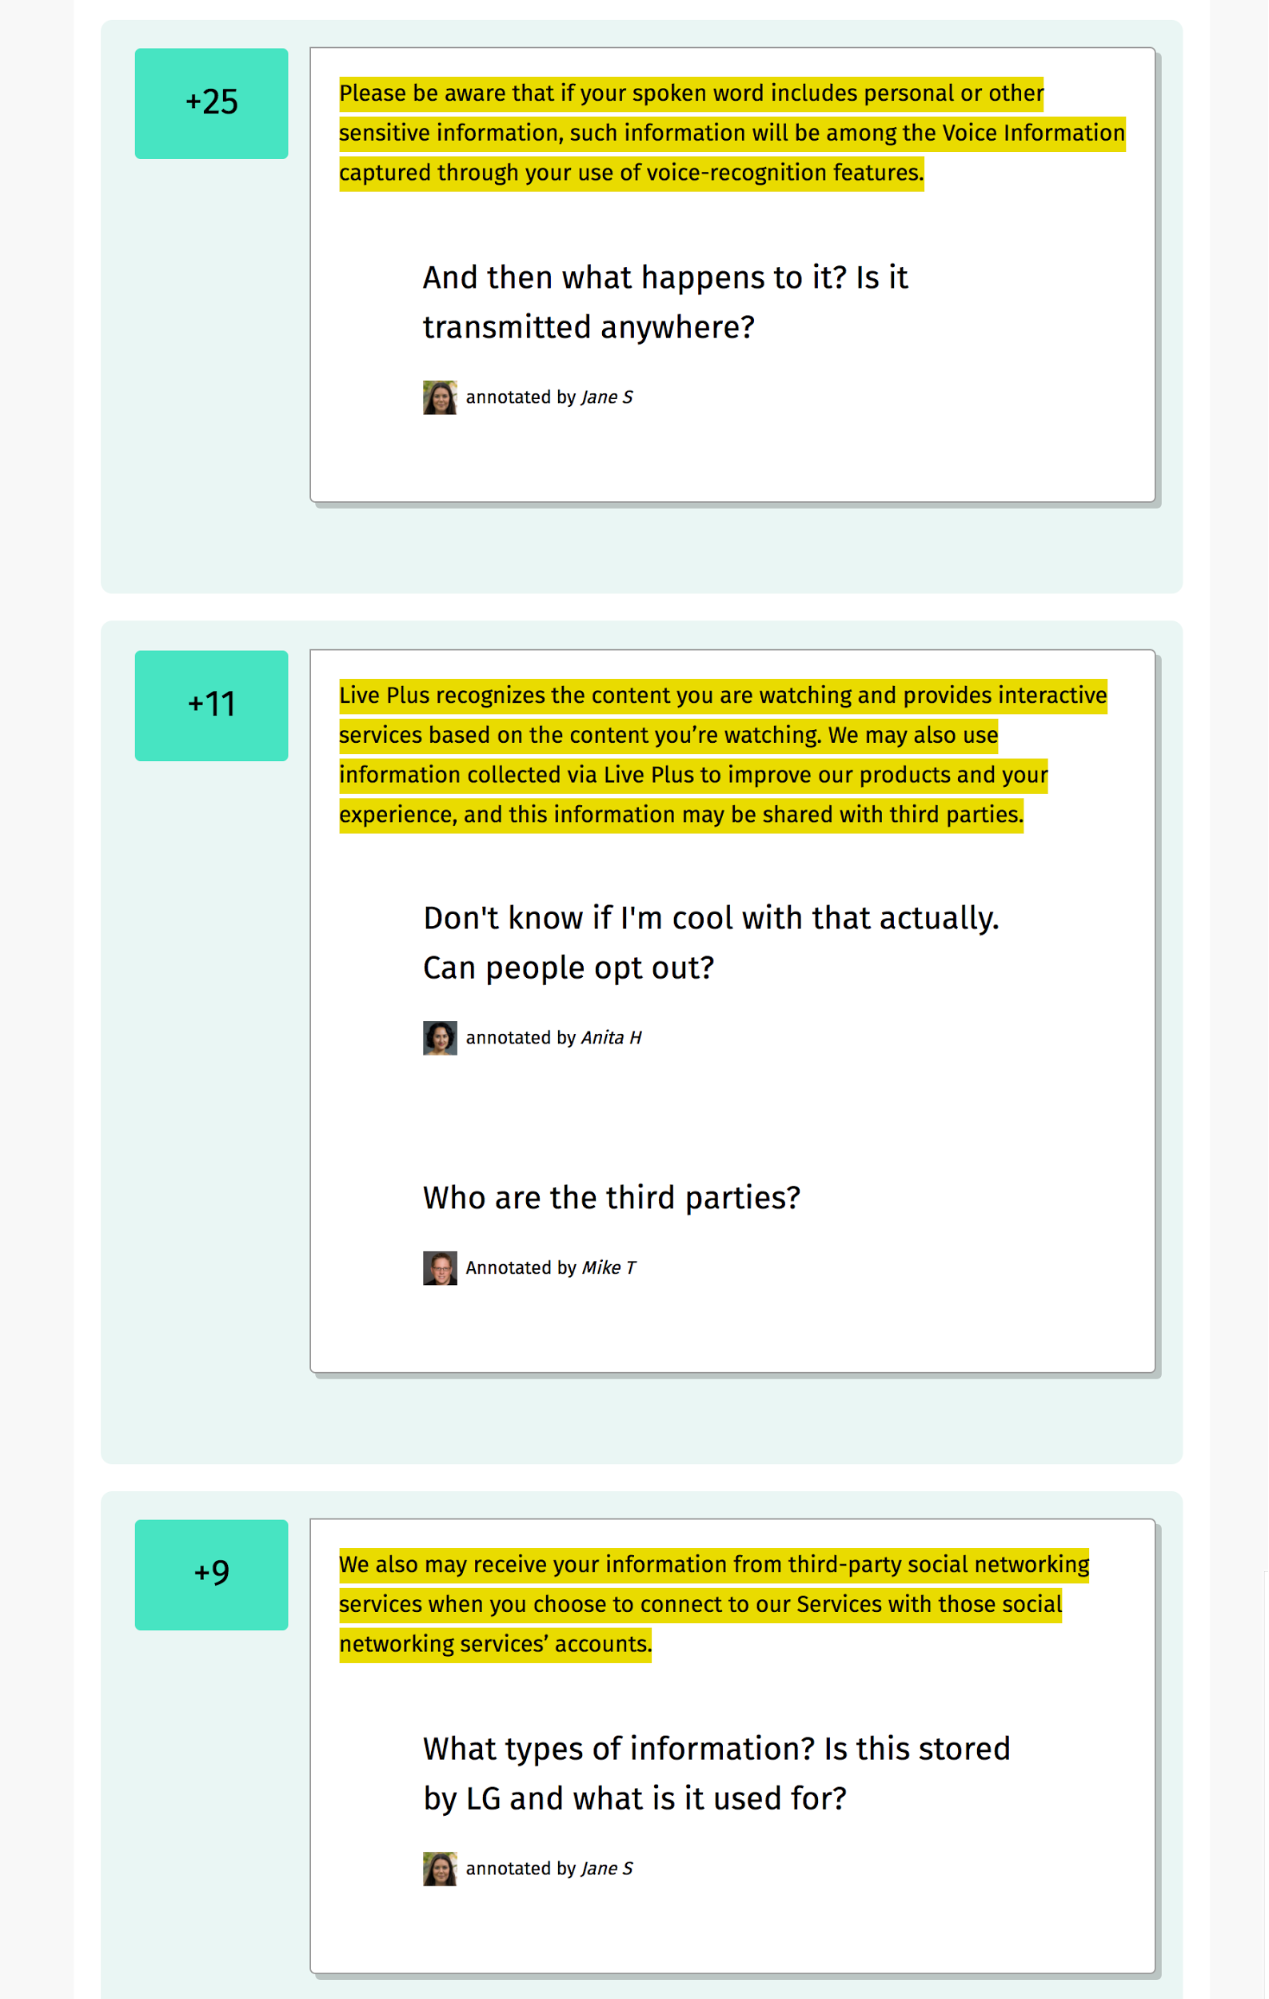 +25
Please be aware that if your spoken word includes personal or other
sensitive information, such information will be among the Voice Information
captured through your use of voice-recognition features.
And then what happens to it? Is it
transmitted anywhere?
annotated by Jane S
+11
Live Plus recognizes the content you are watching and provides interactive
services based on the content you’re watching. We may also use
information collected via Live Plus to improve our products and your
experience, and this information may be shared with third parties.
Don't know if I'm cool with that actually.
Can people opt out?
annotated by Anita H
Who are the third parties?
Annotated by Mike T
+9
We also may receive your information from third-party social networking
services when you choose to connect to our Services with those social
networking services’ accounts.
What types of information? Is this stored
by LG and what is it used for?
annotated by Jane S